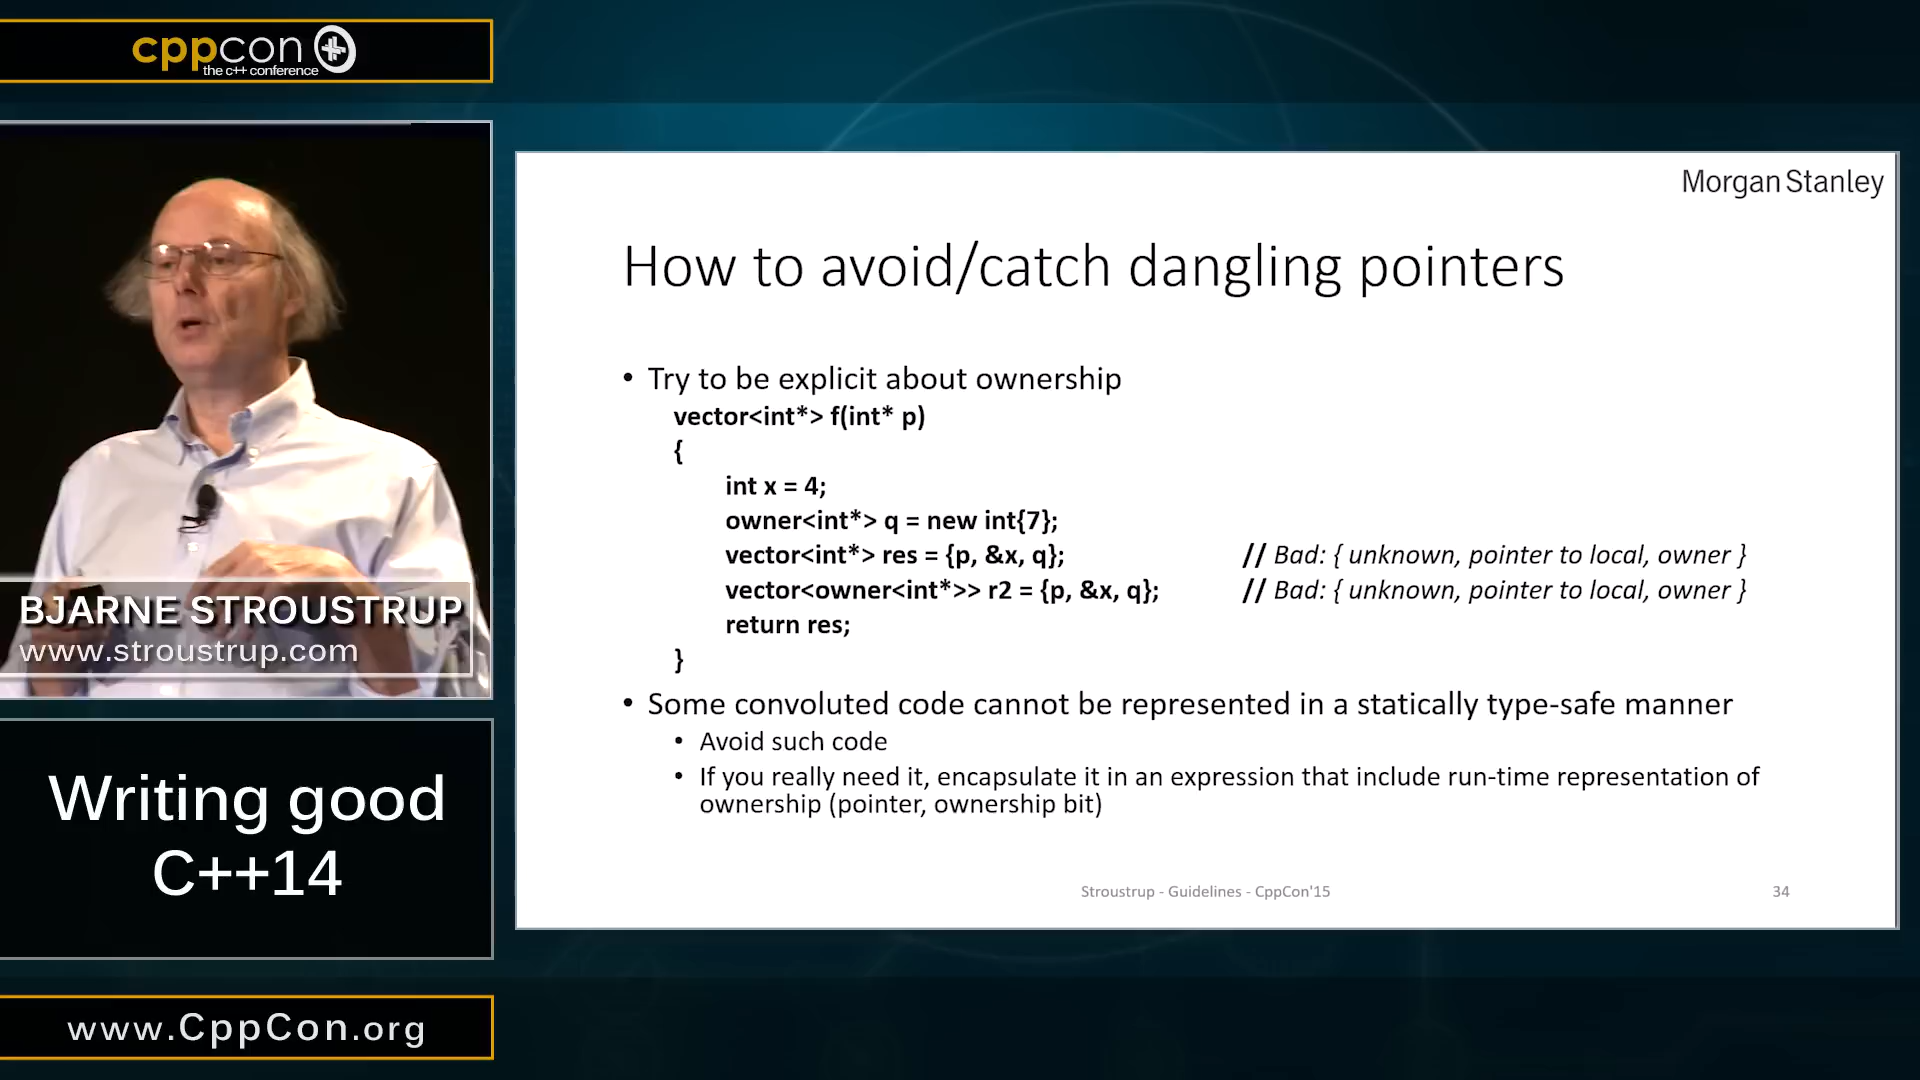 cppcon
the c++ conference
BJARNE STROUSTRUP
www.stroustrup.com
Writing good
C++14
www.CppCon.org
Morgan Stanley
How to avoid/catch dangling pointers
• Try to be explicit about ownership
vector<int*> f(int* p)
{
int x = 4;
owner<int*> q = new int{7};
vector<int*> res = {p, &x, q}; // Bad: { unknown, pointer to local, owner }
vector<owner<int*>> r2 = {p, &x, q}; // Bad: { unknown, pointer to local, owner }
return res;
}
• Some convoluted code cannot be represented in a statically type-safe manner
• Avoid such code
• If you really need it, encapsulate it in an expression that include run-time representation of
ownership (pointer, ownership bit)
Stroustrup - Guidelines - CppCon'15
34